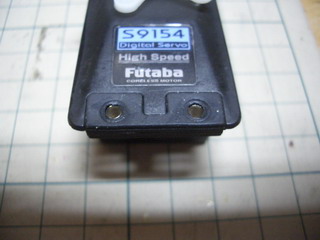 S9154
Digital Servo
High Speed
Futaba
CORELESS MOTOR